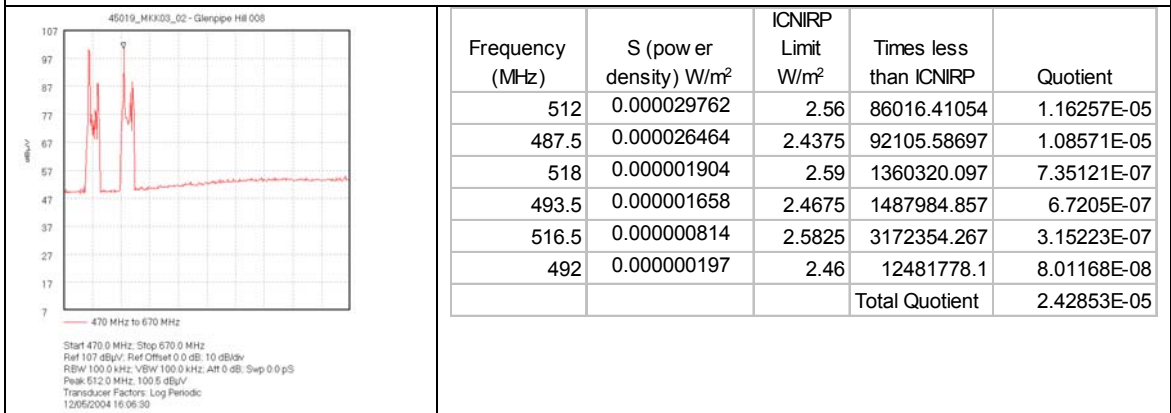 45019_MKK03_02 - Glenpipe Hill 008
107
97
87
77
67
57
47
37
27
17
7
dBµV
470 MHz to 670 MHz
Start 470.0 MHz; Stop 670.0 MHz
Ref 107 dBµV; Ref Offset 0.0 dB; 10 dB/div
RBW 100.0 kHz; VBW 100.0 kHz; Att 0 dB; Swp 0.0 pS
Peak 512.0 MHz, 100.5 dBµV
Transducer Factors: Log Periodic
12/05/2004 16:06:30
Frequency (MHz) S (pow er density) W/m² ICNIRP Limit W/m² Times less than ICNIRP Quotient
512 0.000029762 2.56 86016.41054 1.16257E-05
487.5 0.000026464 2.4375 92105.58697 1.08571E-05
518 0.000001904 2.59 1360320.097 7.35121E-07
493.5 0.000001658 2.4675 1487984.857 6.7205E-07
516.5 0.000000814 2.5825 3172354.267 3.15223E-07
492 0.000000197 2.46 12481778.1 8.01168E-08
Total Quotient 2.42853E-05